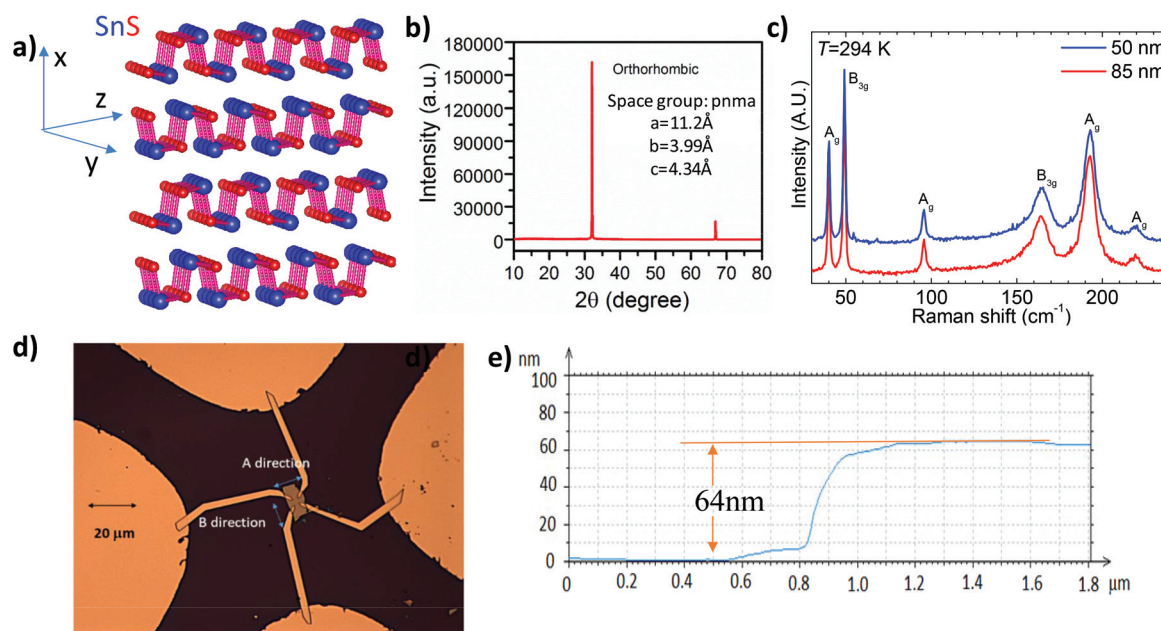 a)
SnS
x
z
y
b)
180000
150000
120000
90000
60000
30000
0
Intensity (a.u.)
Orthorhombic
Space group: pnma
a=11.2Å
b=3.99Å
c=4.34Å
10 20 30 40 50 60 70 80
2θ (degree)
c)
T=294 K
50 nm
85 nm
Intensity (A.U.)
Ag
B3g
Ag
B3g
Ag
Ag
50 100 150 200
Raman shift (cm-1)
d)
d)
A direction
B direction
20 µm
e)
nm
100
80
60
40
20
0
64nm
0 0.2 0.4 0.6 0.8 1.0 1.2 1.4 1.6 1.8 µm